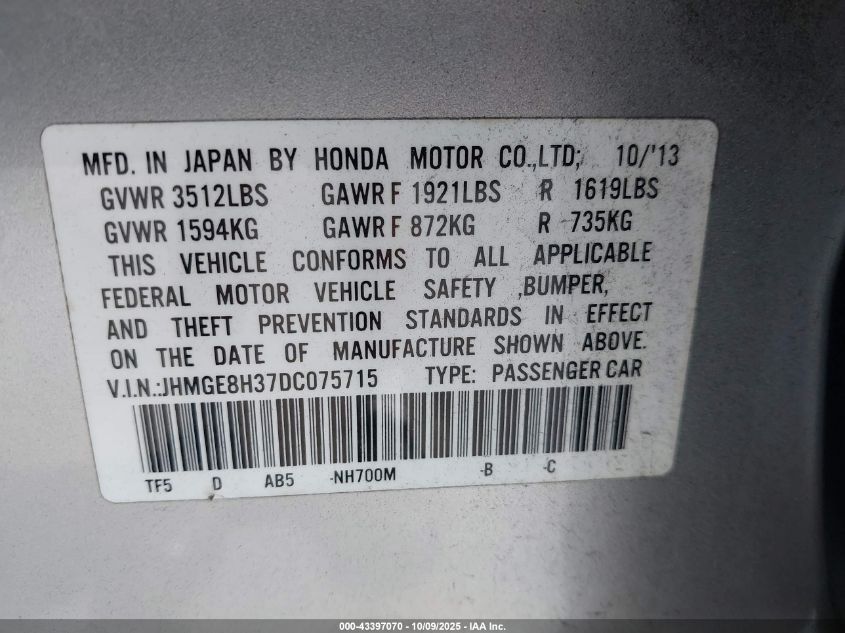 MFD. IN JAPAN BY HONDA MOTOR CO.,LTD; 10/'13
GVWR 3512LBS GAWR F 1921LBS R 1619LBS
GVWR 1594KG GAWR F 872KG R 735KG
THIS VEHICLE CONFORMS TO ALL APPLICABLE
FEDERAL MOTOR VEHICLE SAFETY ,BUMPER,
AND THEFT PREVENTION STANDARDS IN EFFECT
ON THE DATE OF MANUFACTURE SHOWN ABOVE.
V.I.N.:JHMGE8H37DC075715 TYPE: PASSENGER CAR
TF5 D AB5 -NH700M -B -C
000-43397070 - 10/09/2025 - IAA Inc.